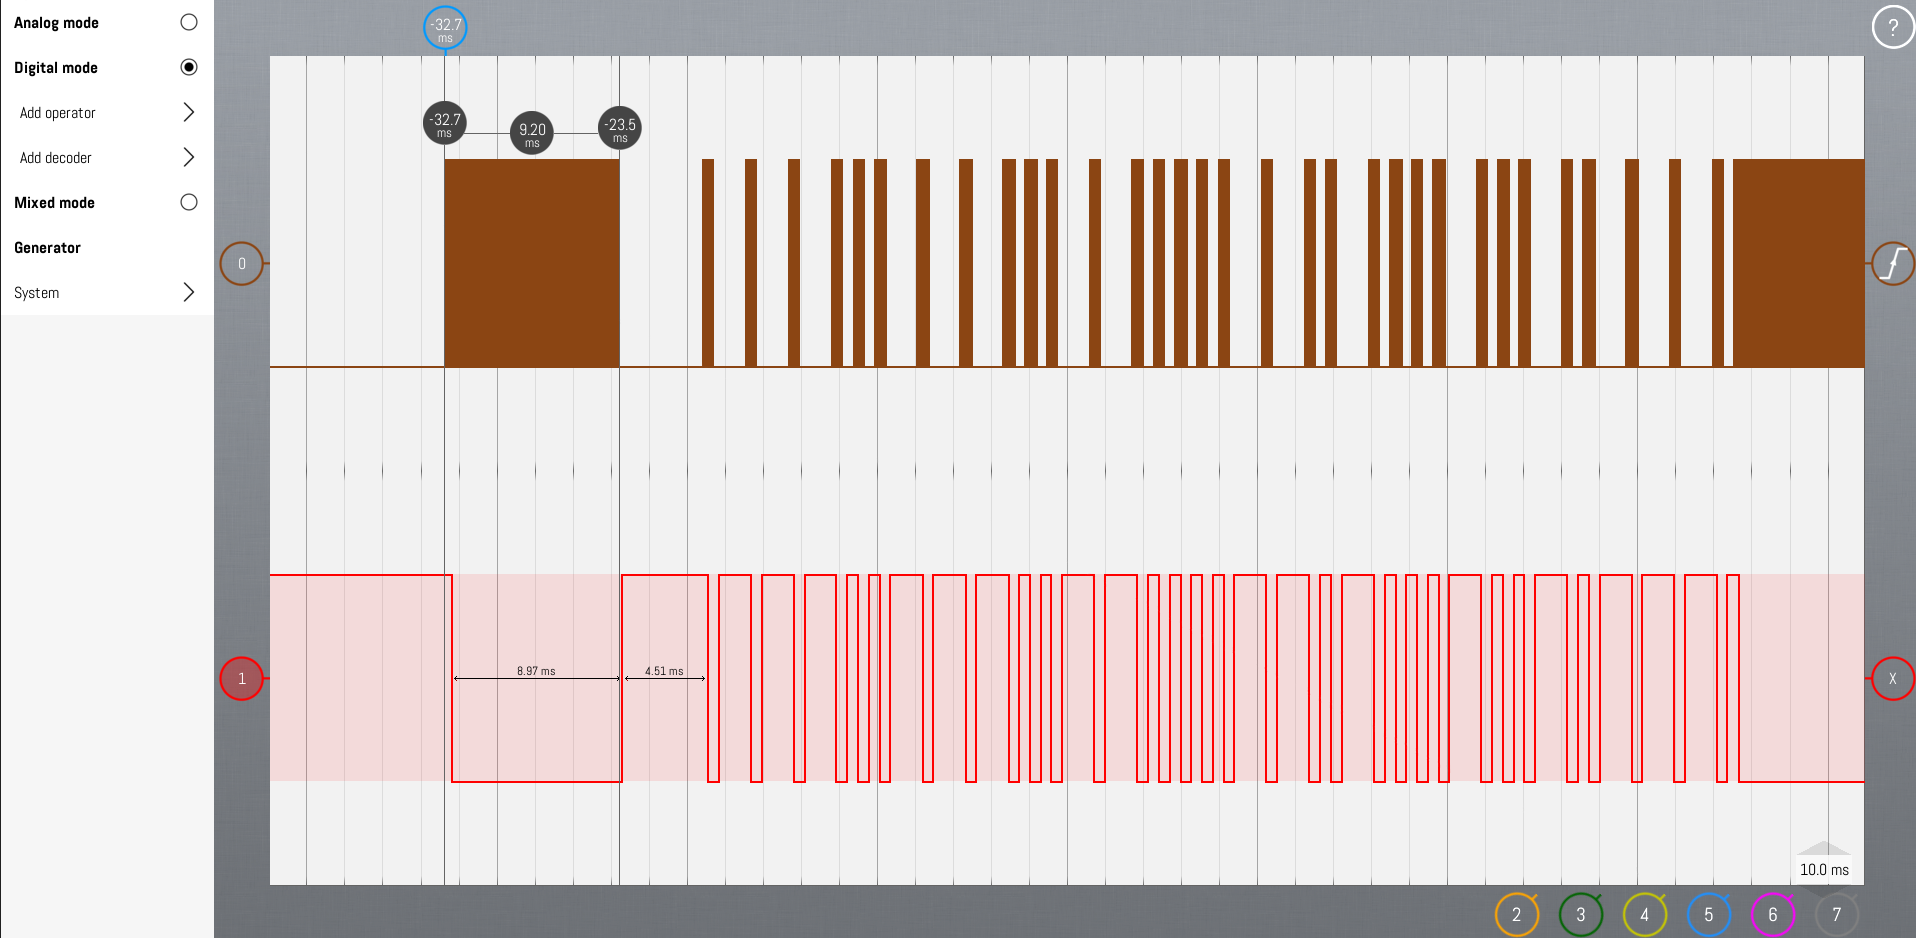 Analog mode
Digital mode
Add operator
Add decoder
Mixed mode
Generator
System
-32.7
ms
?
-32.7
ms
9.20
ms
-23.5
ms
0
8.97 ms
4.51 ms
1
X
10.0 ms
2
3
4
5
6
7